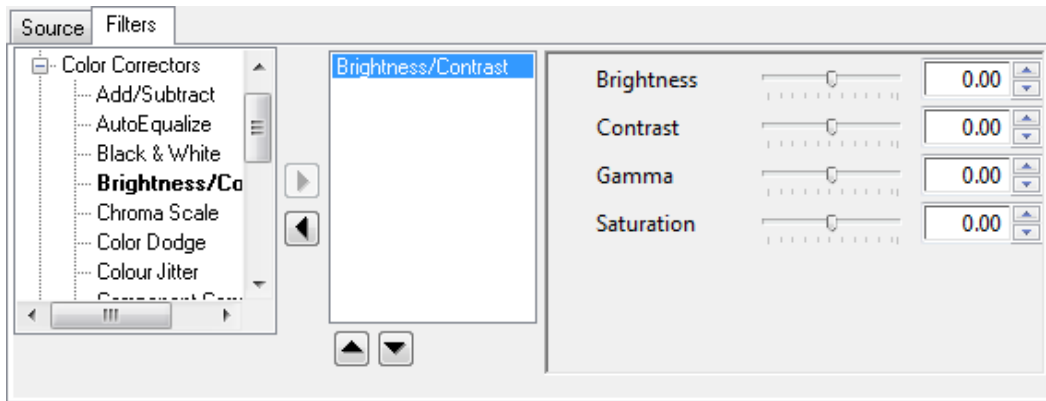 Source Filters
Color Correctors
Add/Subtract
AutoEqualize
Black & White
Brightness/Co
Chroma Scale
Color Dodge
Colour Jitter
Brightness/Contrast
Brightness 0.00
Contrast 0.00
Gamma 0.00
Saturation 0.00